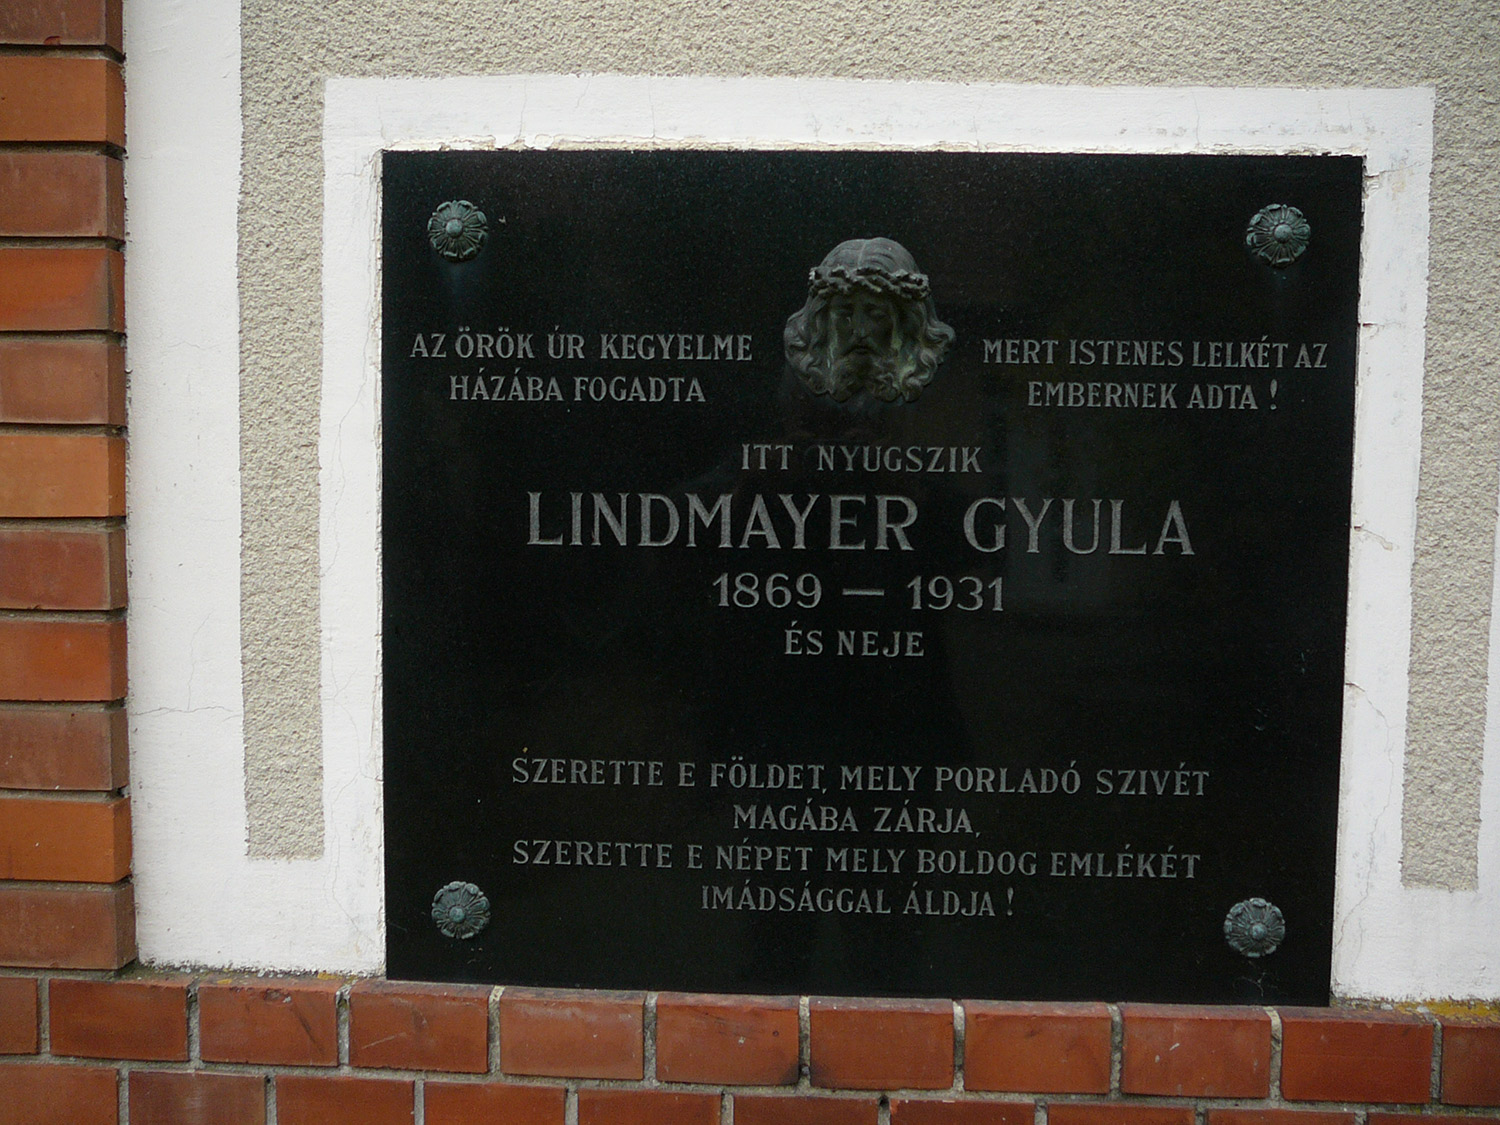 AZ ÖRÖK ÚR KEGYELME
HÁZÁBA FOGADTA
MERT ISTENES LELKÉT AZ
EMBERNEK ADTA!
ITT NYUGSZIK
LINDMAYER GYULA
1869 — 1931
ÉS NEJE
SZERETTE E FÖLDET, MELY PORLADÓ SZIVÉT
MAGÁBA ZÁRJA,
SZERETTE E NÉPET MELY BOLDOG EMLÉKÉT
IMÁDSÁGGAL ÁLDJA!